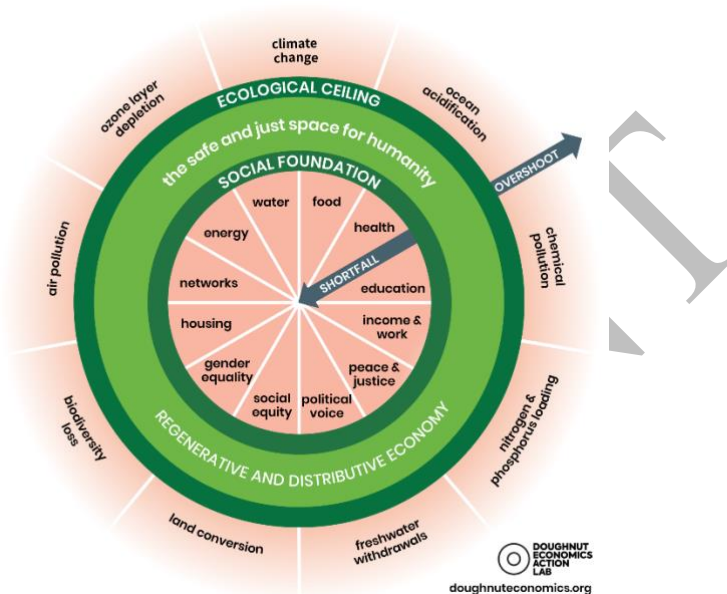 climate
change
ozone layer
depletion
ocean
acidification
ECOLOGICAL CEILING
the safe and just space for humanity
SOCIAL FOUNDATION
OVERSHOOT
water
food
energy
health
SHORTFALL
air pollution
chemical
pollution
networks
education
housing
income &
work
gender
equality
peace &
justice
social
equity
political
voice
biodiversity
loss
nitrogen &
phosphorus loading
REGENERATIVE AND DISTRIBUTIVE ECONOMY
land conversion
freshwater
withdrawals
DOUGHNUT
ECONOMICS
ACTION
LAB
doughnuteconomics.org
T